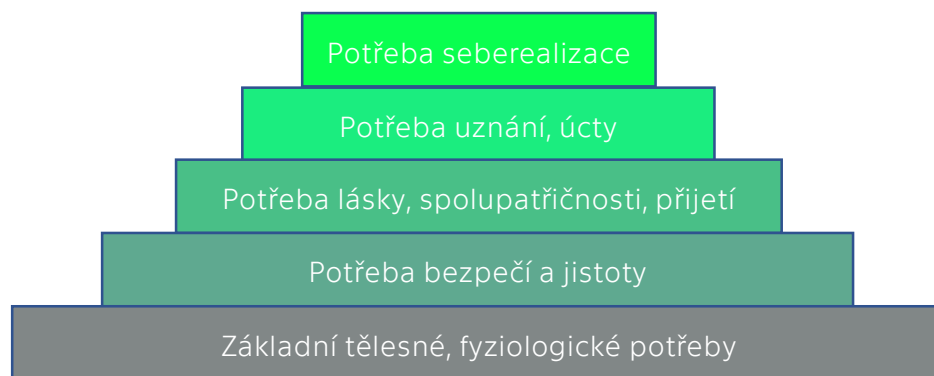 Potřeba seberealizace
Potřeba uznání, úcty
Potřeba lásky, spolupatřičnosti, přijetí
Potřeba bezpečí a jistoty
Základní tělesné, fyziologické potřeby